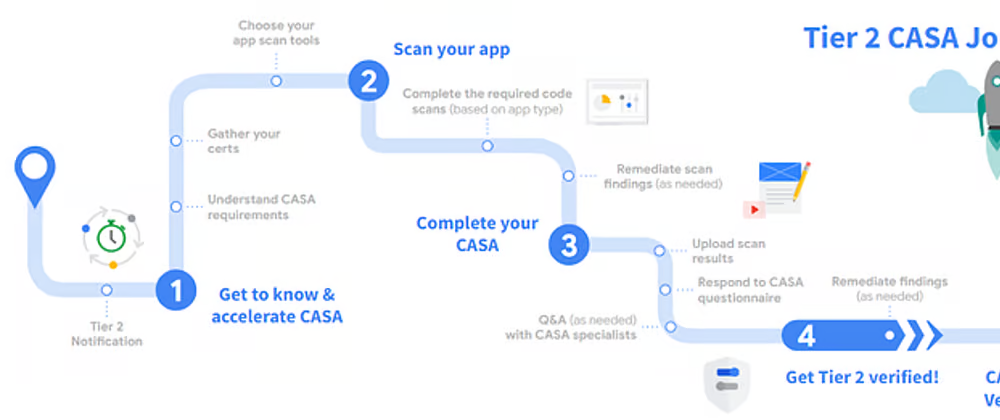 Tier 2 CASA Jo
Tier 2
Notification
1
Get to know &
accelerate CASA
Understand CASA
requirements
Gather your
certs
Choose your
app scan tools
2
Scan your app
Complete the required code
scans (based on app type)
Remediate scan
findings (as needed)
3
Complete your
CASA
Upload scan
results
Respond to CASA
questionnaire
Q&A (as needed)
with CASA specialists
4
Get Tier 2 verified!
Remediate findings
(as needed)
CA
Ve